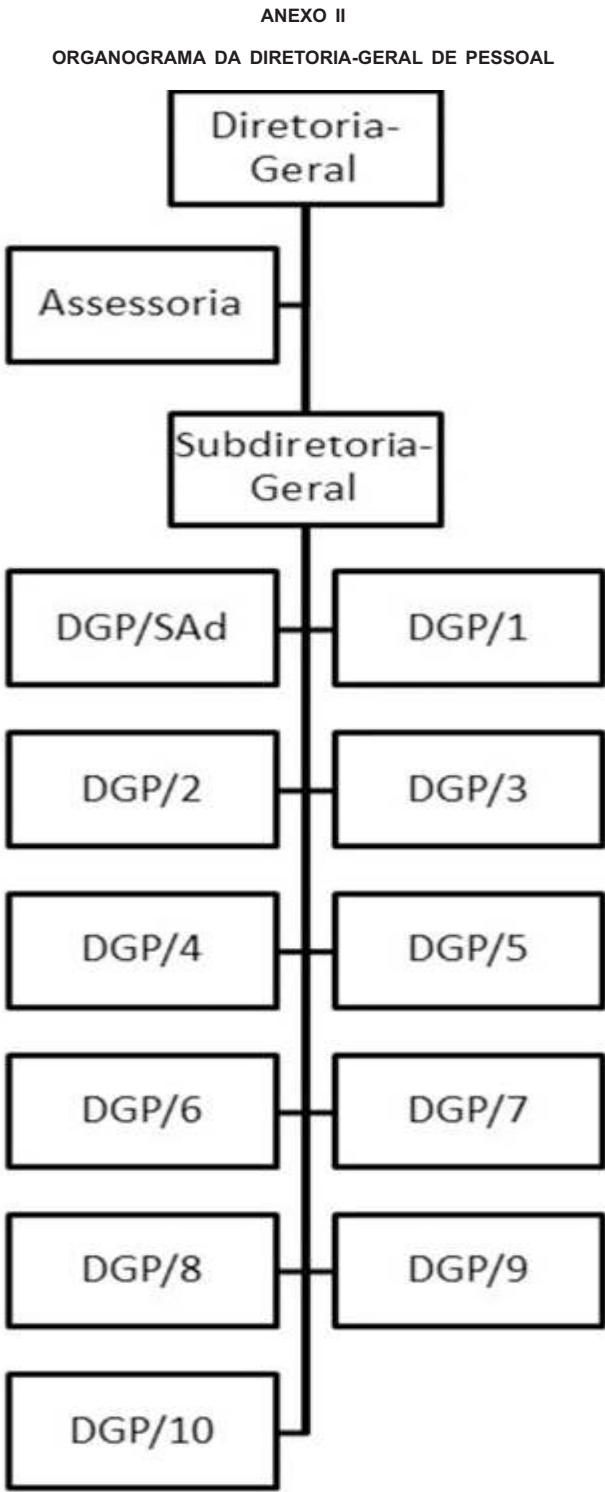 ANEXO II
ORGANOGRAMA DA DIRETORIA-GERAL DE PESSOAL
Diretoria-
Geral
Assessoria
Subdiretoria-
Geral
DGP/SAd
DGP/1
DGP/2
DGP/3
DGP/4
DGP/5
DGP/6
DGP/7
DGP/8
DGP/9
DGP/10